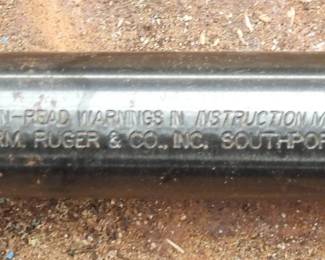 N-READ WARNINGS IN INSTRUCTION M
RM, RUGER & CO., INC. SOUTHPOR